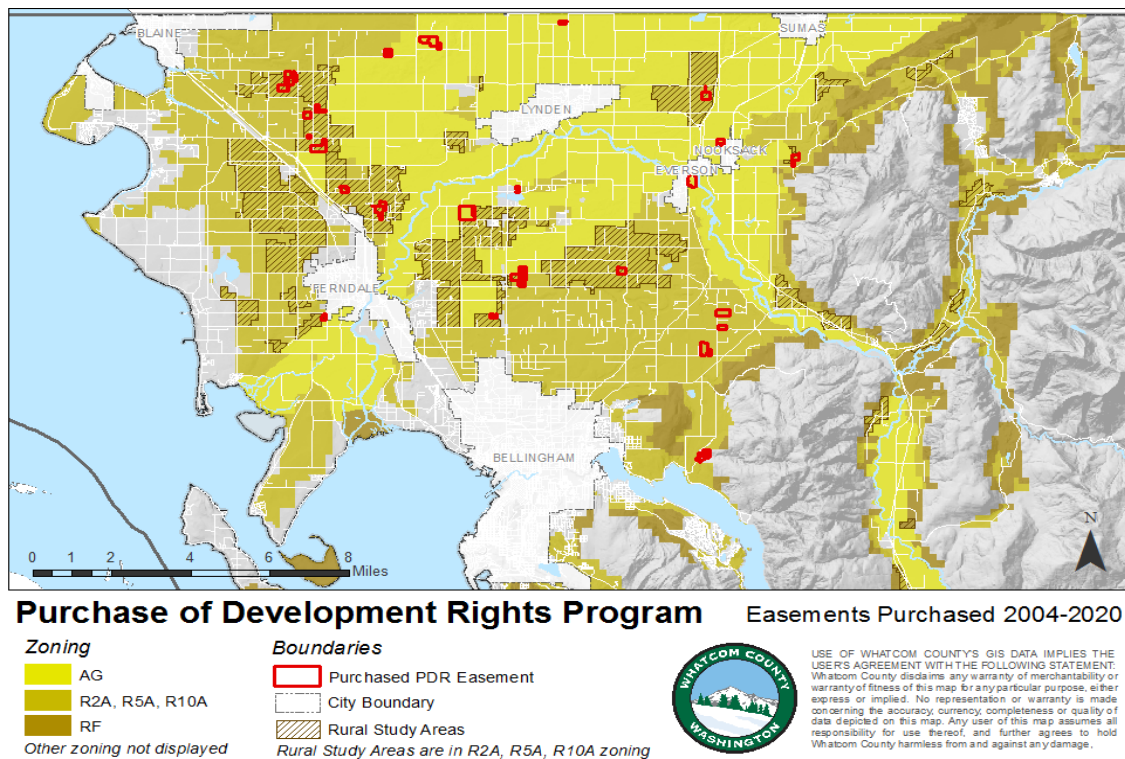 BLAINE
SUMAS
LYNDEN
NOOKSACK
EVERSON
FERNDALE
BELLINGHAM
N
0 1 2 4 6 8
Miles
Purchase of Development Rights Program
Easements Purchased 2004-2020
Zoning
AG
R2A, R5A, R10A
RF
Other zoning not displayed
Boundaries
Purchased PDR Easement
City Boundary
Rural Study Areas
Rural Study Areas are in R2A, R5A, R10A zoning
WHATCOM COUNTY
WASHINGTON
USE OF WHATCOM COUNTY'S GIS DATA IMPLIES THE
USER'S AGREEMENT WITH THE FOLLOWING STATEMENT:
Whatcom County disclaims any warranty of merchantability or
warranty of fitness of this map for any particular purpose, either
express or implied. No representation or warranty is made
concerning the accuracy, currency, completeness or quality of
data depicted on this map. Any user of this map assumes all
responsibility for use thereof, and further agrees to hold
Whatcom County harmless from and against any damage,